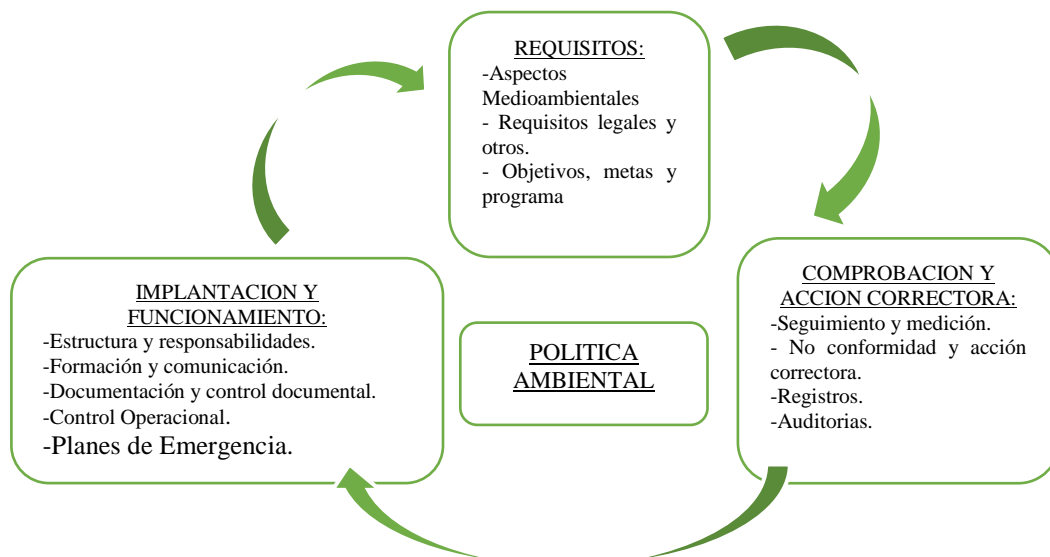 REQUISITOS:
-Aspectos
Medioambientales
- Requisitos legales y
otros.
- Objetivos, metas y
programa
IMPLANTACION Y
FUNCIONAMIENTO:
-Estructura y responsabilidades.
-Formación y comunicación.
-Documentación y control documental.
-Control Operacional.
-Planes de Emergencia.
POLITICA
AMBIENTAL
COMPROBACION Y
ACCION CORRECTORA:
-Seguimiento y medición.
- No conformidad y acción
correctora.
-Registros.
-Auditorias.